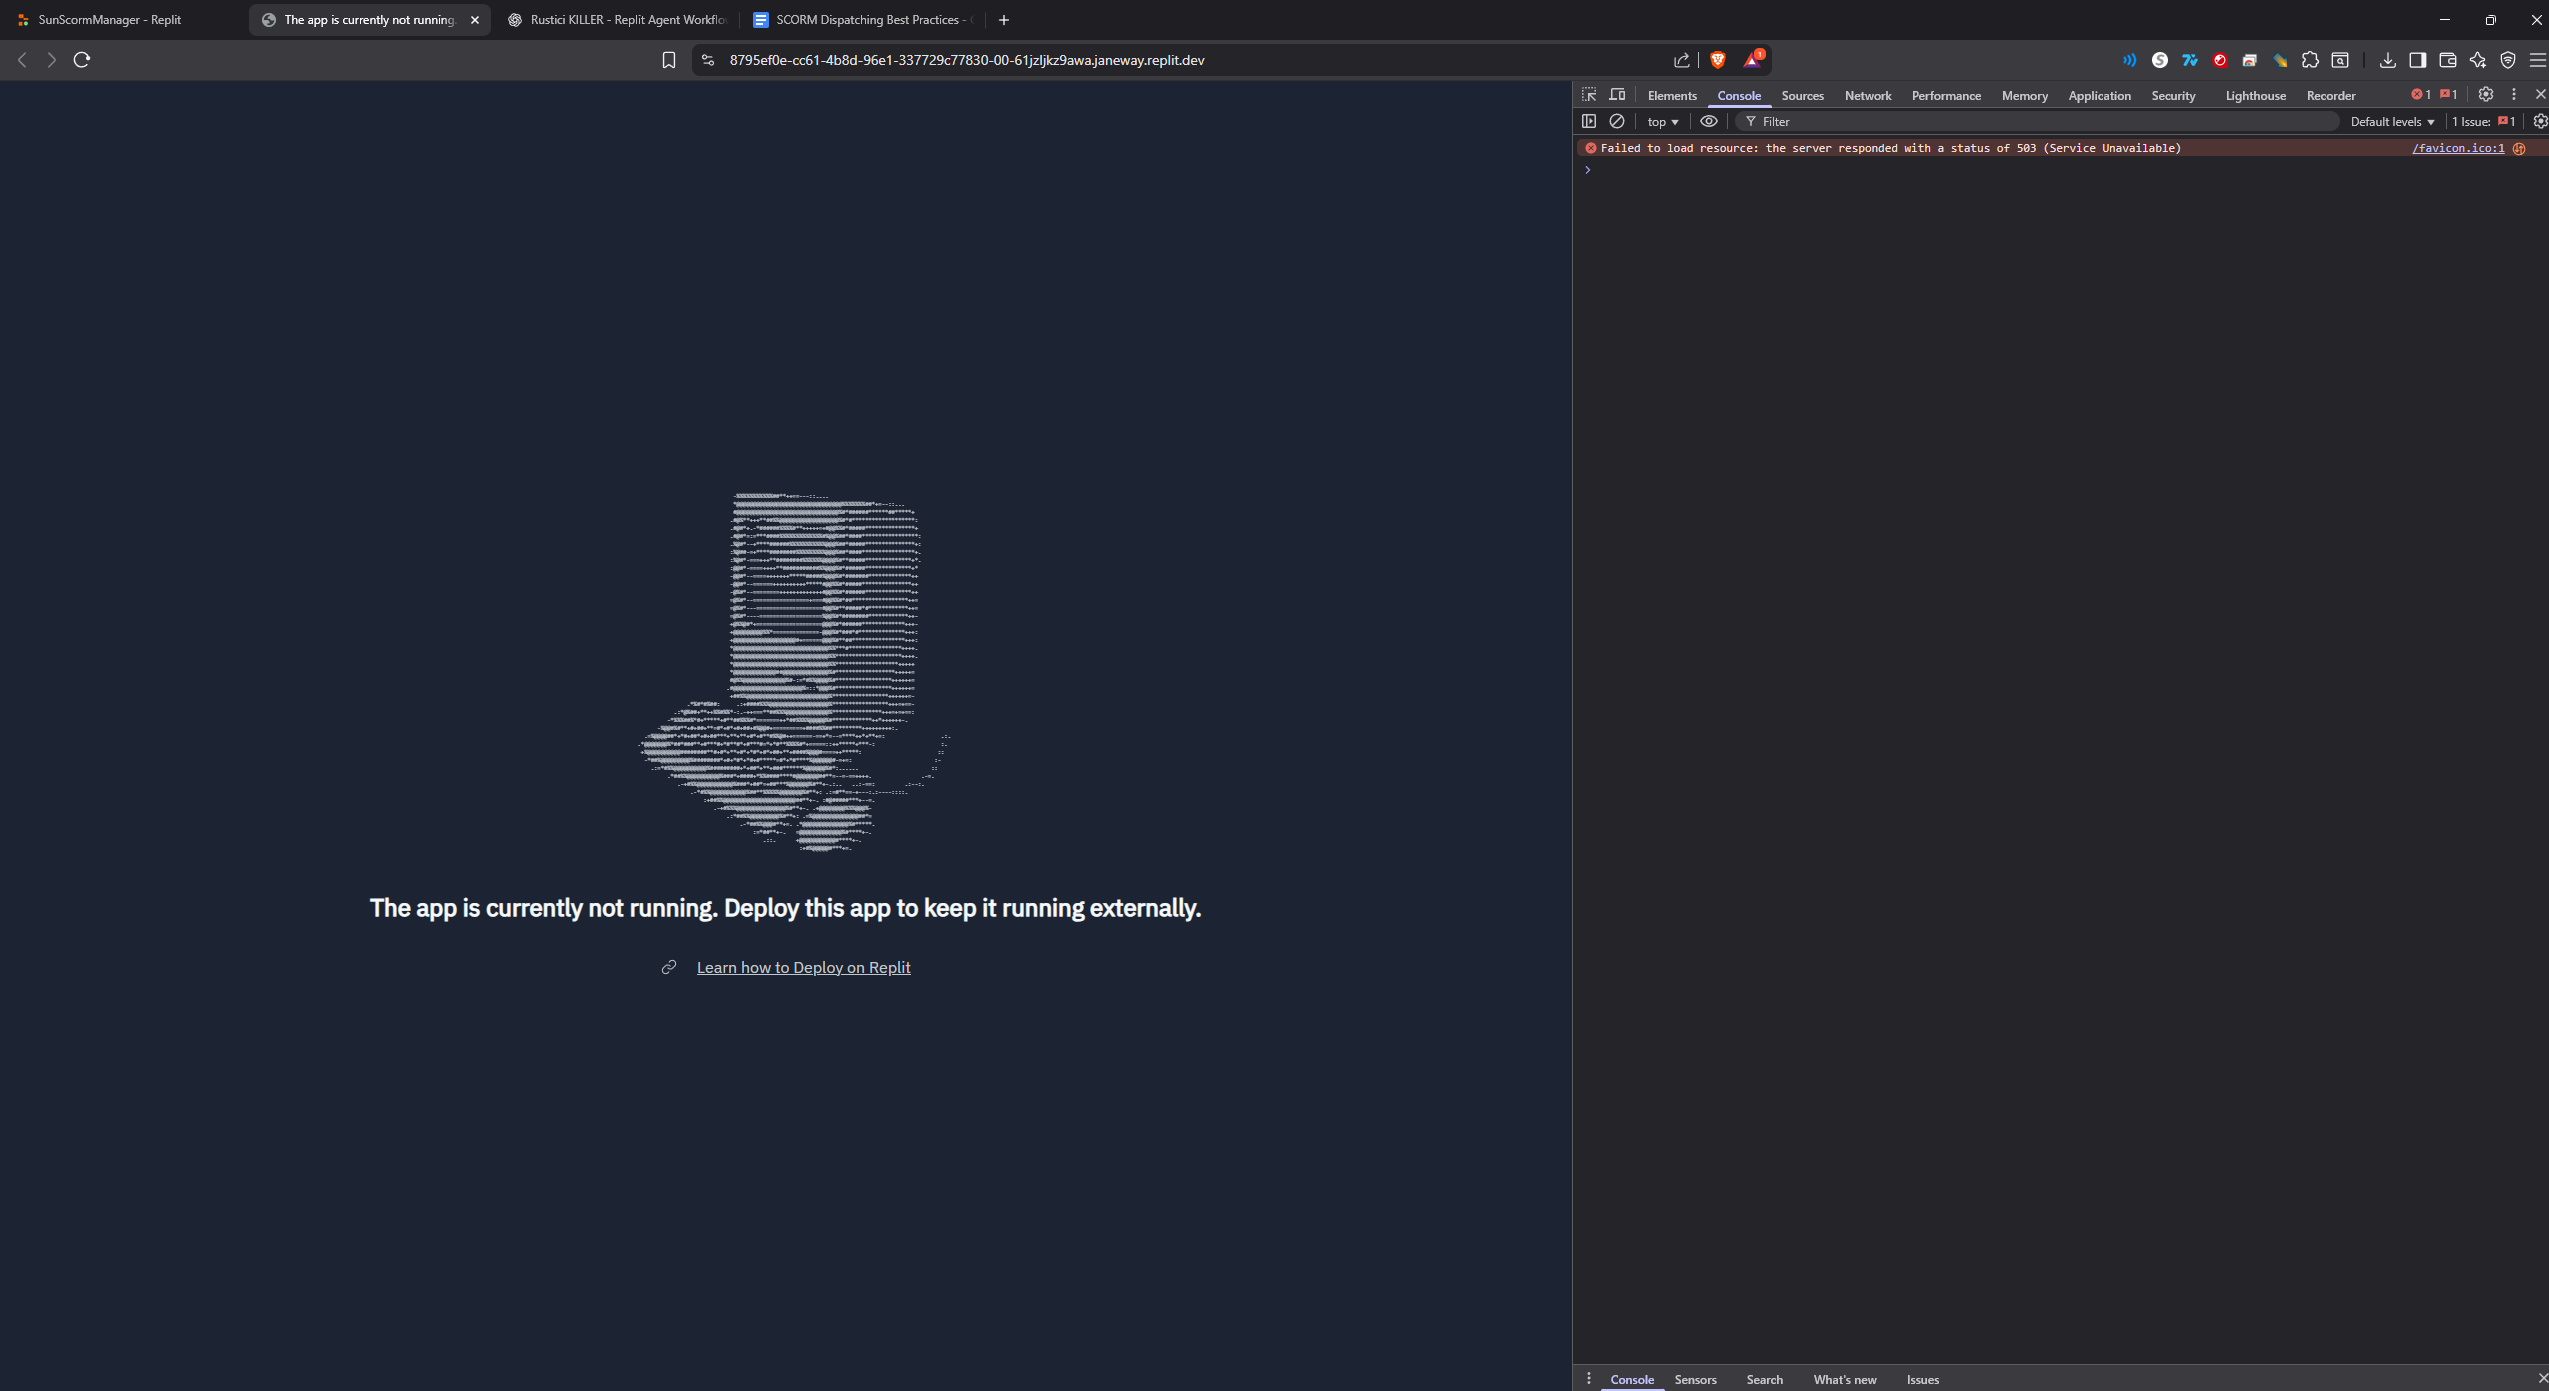 SunScormManager - Replit
The app is currently not running.
Rustici KILLER - Replit Agent Workflo
SCORM Dispatching Best Practices -
8795ef0e-cc61-4b8d-96e1-337729c77830-00-61jzljkz9awa.janeway.replit.dev
1
Elements Console Sources Network Performance Memory Application Security Lighthouse Recorder 1 1
top Filter Default levels 1 Issue: 1
Failed to load resource: the server responded with a status of 503 (Service Unavailable) /favicon.ico:1
The app is currently not running. Deploy this app to keep it running externally.
Learn how to Deploy on Replit
Console Sensors Search What's new Issues